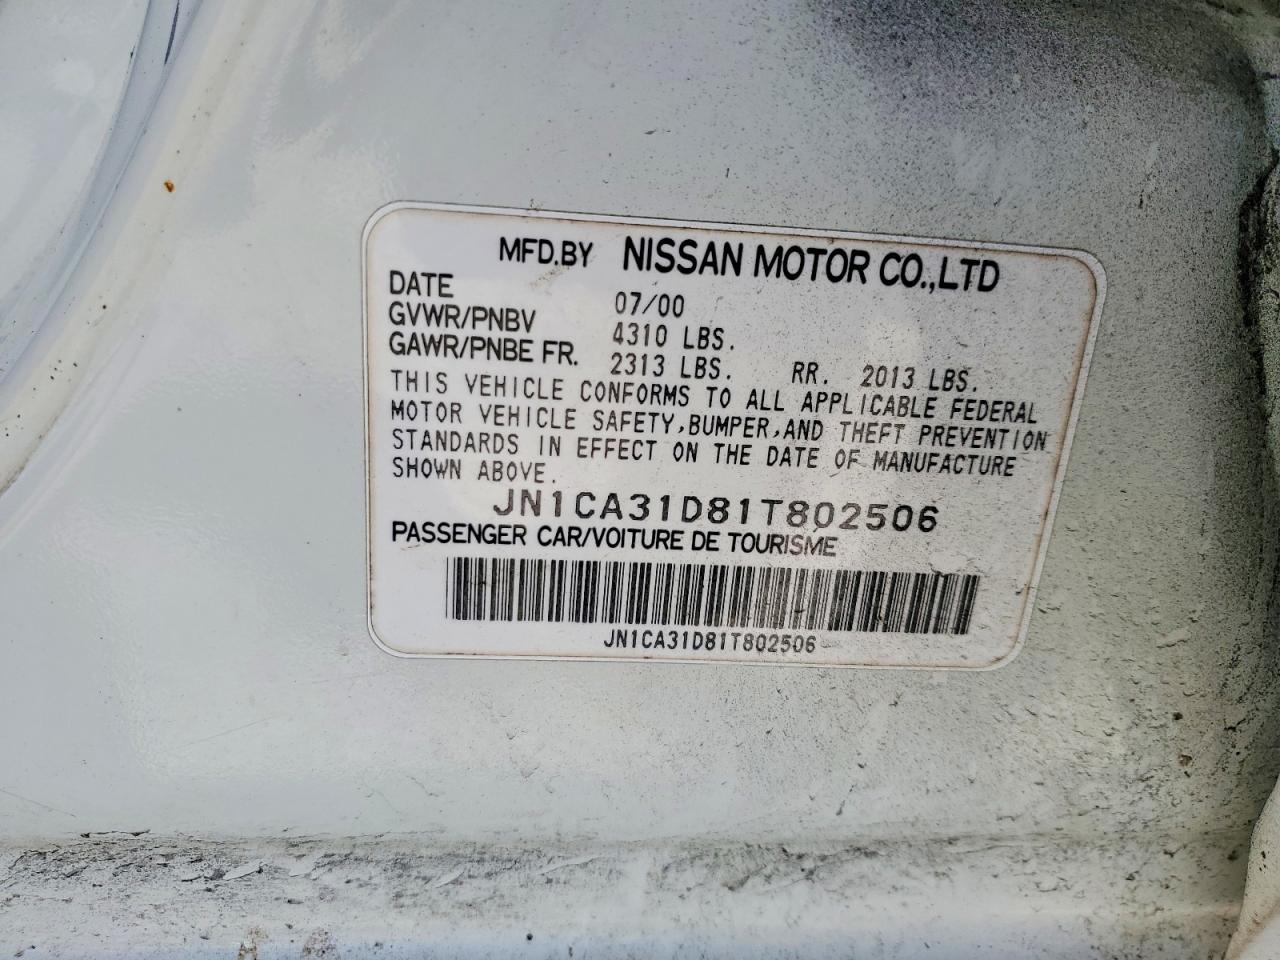 MFD.BY NISSAN MOTOR CO.,LTD
DATE 07/00
GVWR/PNBV 4310 LBS.
GAWR/PNBE FR. 2313 LBS. RR. 2013 LBS.
THIS VEHICLE CONFORMS TO ALL APPLICABLE FEDERAL
MOTOR VEHICLE SAFETY,BUMPER,AND THEFT PREVENTION
STANDARDS IN EFFECT ON THE DATE OF MANUFACTURE
SHOWN ABOVE.
JN1CA31D81T802506
PASSENGER CAR/VOITURE DE TOURISME
JN1CA31D81T802506